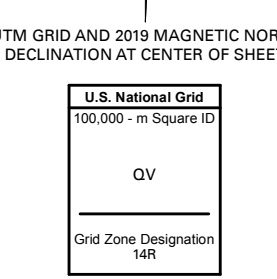 UTM GRID AND 2019 MAGNETIC NOR
DECLINATION AT CENTER OF SHEET
U.S. National Grid
100,000 - m Square ID
QV
Grid Zone Designation
14R